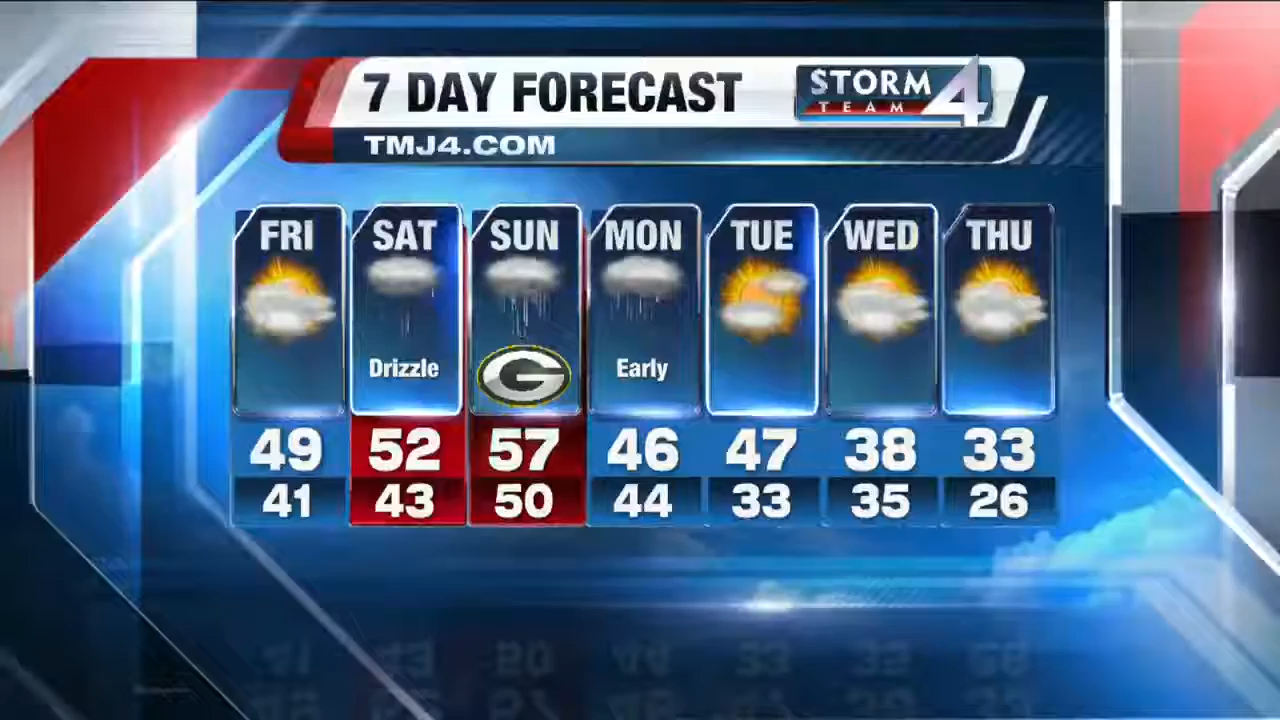 7 DAY FORECAST
STORM
TEAM
4
TMJ4.COM
FRI SAT SUN MON TUE WED THU
Drizzle G Early
49 52 57 46 47 38 33
41 43 50 44 33 35 26